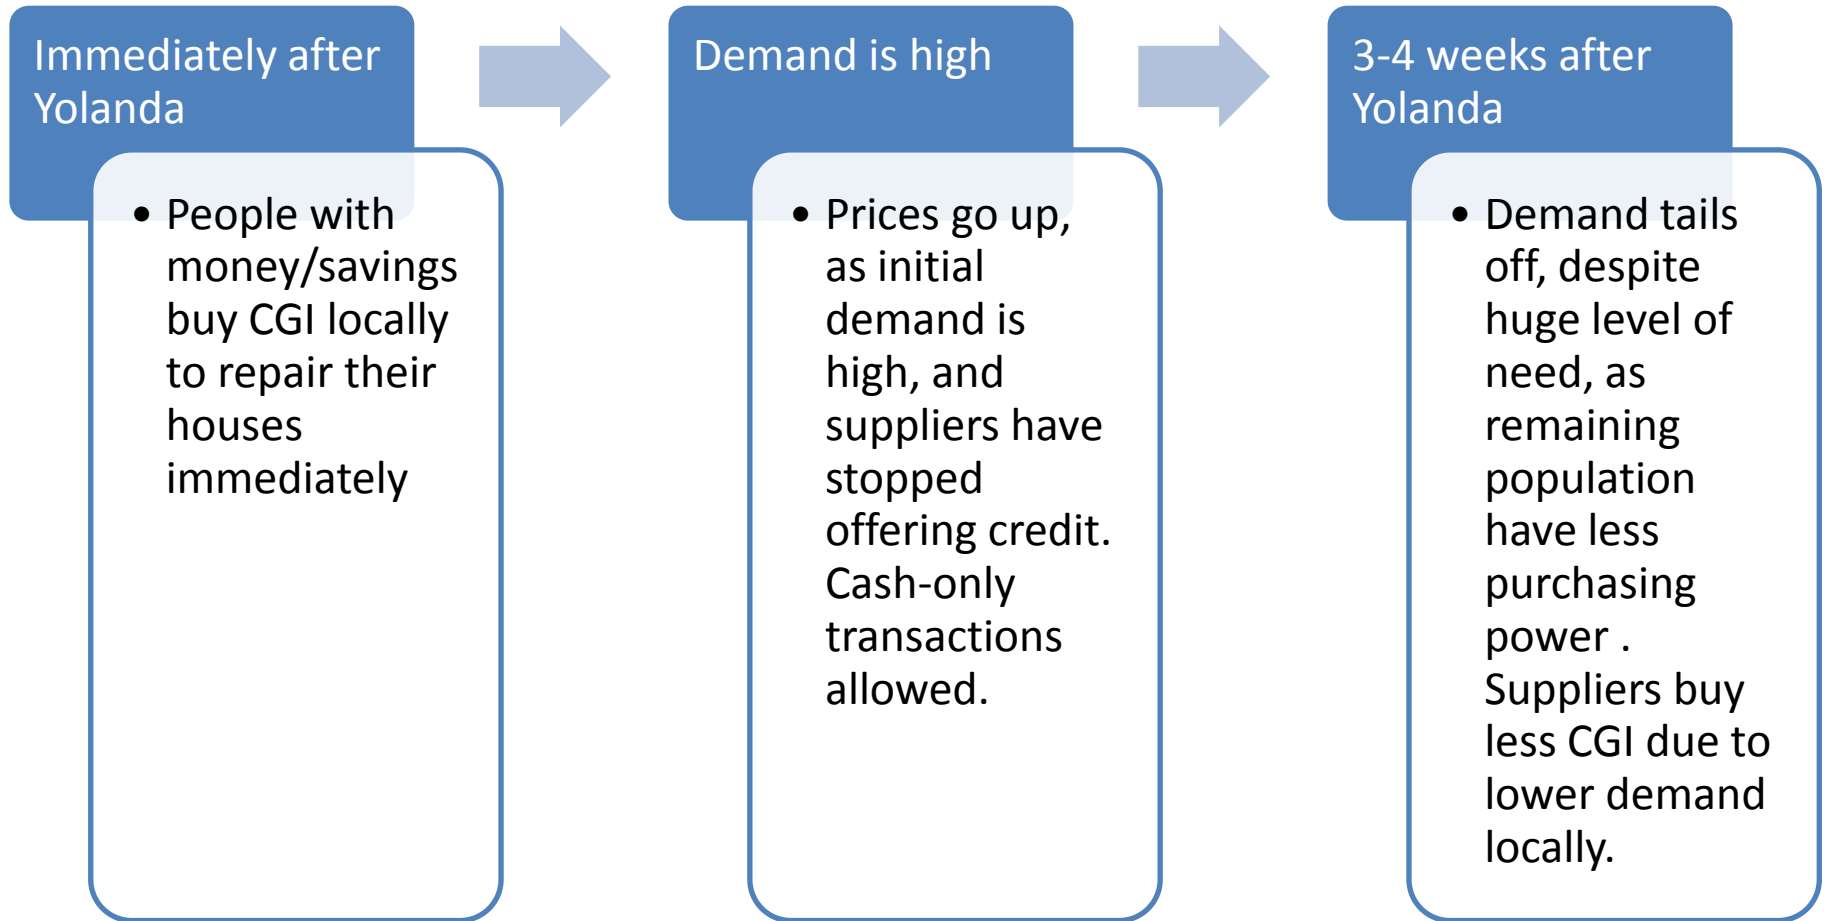 Immediately after
Yolanda
• People with
money/savings
buy CGI locally
to repair their
houses
immediately
Demand is high
• Prices go up,
as initial
demand is
high, and
suppliers have
stopped
offering credit.
Cash-only
transactions
allowed.
3-4 weeks after
Yolanda
• Demand tails
off, despite
huge level of
need, as
remaining
population
have less
purchasing
power .
Suppliers buy
less CGI due to
lower demand
locally.